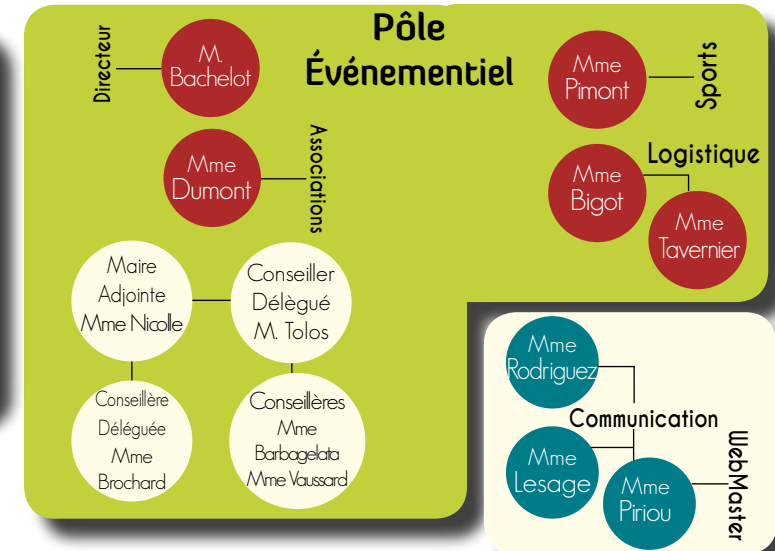 Pôle
Événementiel
Directeur
M.
Bachelot
Mme
Dumont
Associations
Mme
Pimont
Sports
Logistique
Mme
Bigot
Mme
Tavernier
Maire
Adjointe
Mme Nicolle
Conseiller
Délègué
M. Tolos
Conseillère
Déléguée
Mme
Brochard
Conseillères
Mme
Barbagelata
Mme Vaussard
Mme
Rodriguez
Communication
Mme
Lesage
Mme
Piriou
WebMaster